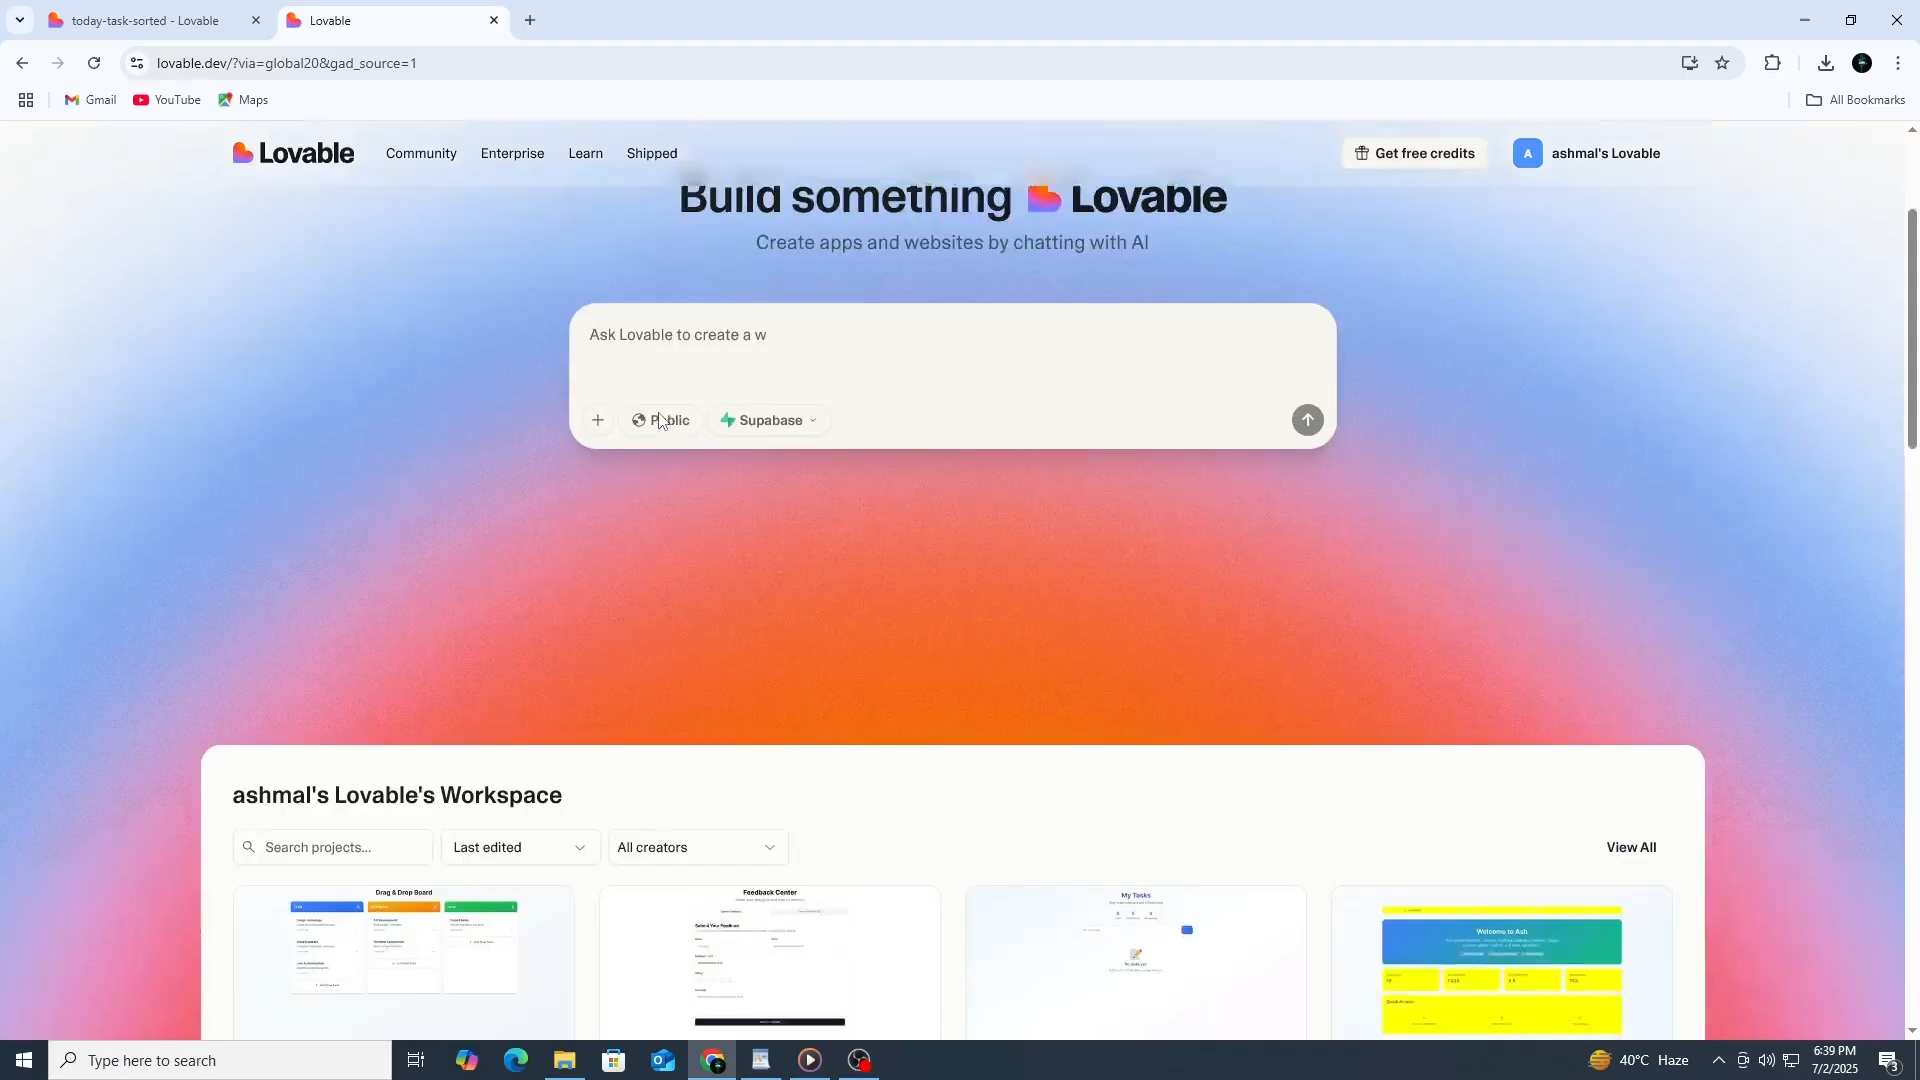 today-task-sorted - Lovable
Lovable
lovable.dev/?via=global20&gad_source=1
Gmail
YouTube
Maps
All Bookmarks
Lovable
Community
Enterprise
Learn
Shipped
Get free credits
A
ashmal's Lovable
Build something Lovable
Create apps and websites by chatting with AI
Ask Lovable to create a w
Public
Supabase
ashmal's Lovable's Workspace
Search projects...
Last edited
All creators
View All
Drag & Drop Board
Feedback Center
Submit Your Feedback
My Tasks
Welcome to Ash
Type here to search
40°C Haze
6:39 PM
7/2/2025
3